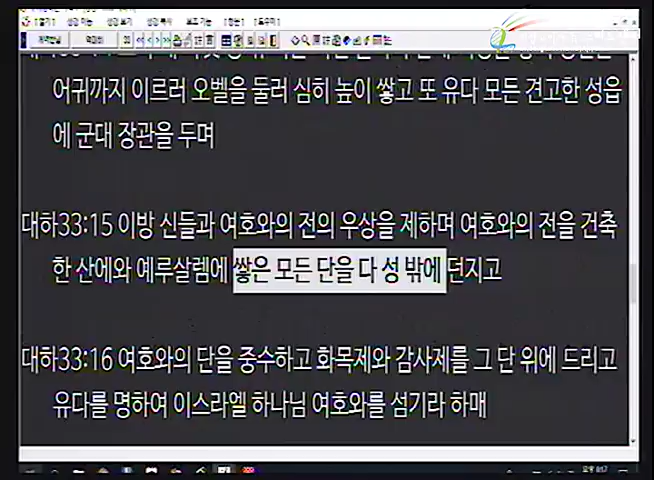 어귀까지 이르러 오벨을 둘러 심히 높이 쌓고 또 유다 모든 견고한 성읍
에 군대 장관을 두며
대하33:15 이방 신들과 여호와의 전의 우상을 제하며 여호와의 전을 건축
한 산에와 예루살렘에 쌓은 모든 단을 다 성 밖에 던지고
대하33:16 여호와의 단을 중수하고 화목제와 감사제를 그 단 위에 드리고
유다를 명하여 이스라엘 하나님 여호와를 섬기라 하매